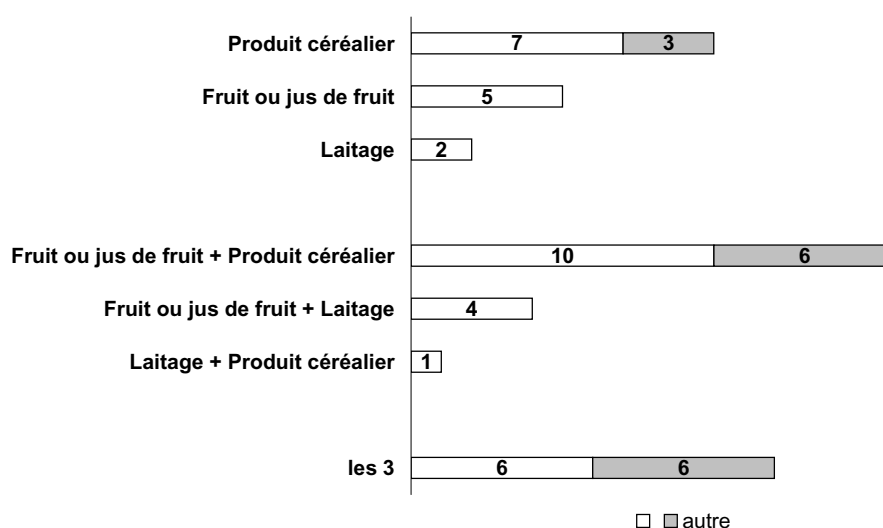 Produit céréalier 7 3
Fruit ou jus de fruit 5
Laitage 2
Fruit ou jus de fruit + Produit céréalier 10 6
Fruit ou jus de fruit + Laitage 4
Laitage + Produit céréalier 1
les 3 6 6
autre